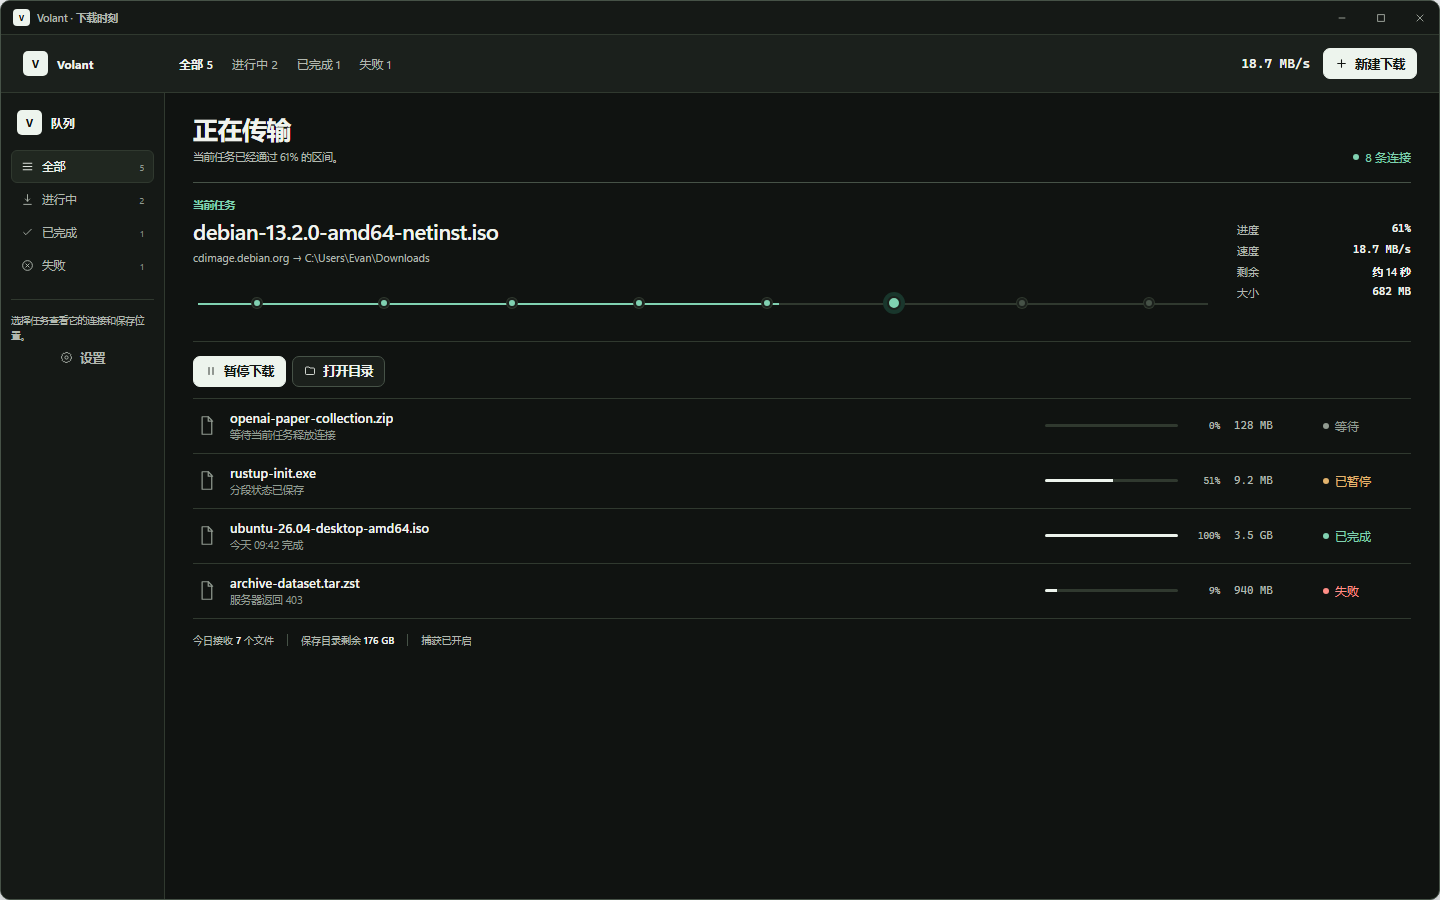 V Volant · 下载时刻
V Volant 全部 5 进行中 2 已完成 1 失败 1 18.7 MB/s + 新建下载
V 队列
全部 5
进行中 2
已完成 1
失败 1
选择任务查看它的连接和保存位
置。
设置
正在传输
当前任务已经通过 61% 的区间。
8 条连接
当前任务
debian-13.2.0-amd64-netinst.iso
cdimage.debian.org → C:\Users\Evan\Downloads
进度 61%
速度 18.7 MB/s
剩余 约 14 秒
大小 682 MB
暂停下载 打开目录
openai-paper-collection.zip
等待当前任务释放连接
0% 128 MB 等待
rustup-init.exe
分段状态已保存
51% 9.2 MB 已暂停
ubuntu-26.04-desktop-amd64.iso
今天 09:42 完成
100% 3.5 GB 已完成
archive-dataset.tar.zst
服务器返回 403
9% 940 MB 失败
今日接收 7 个文件 保存目录剩余 176 GB 捕获已开启